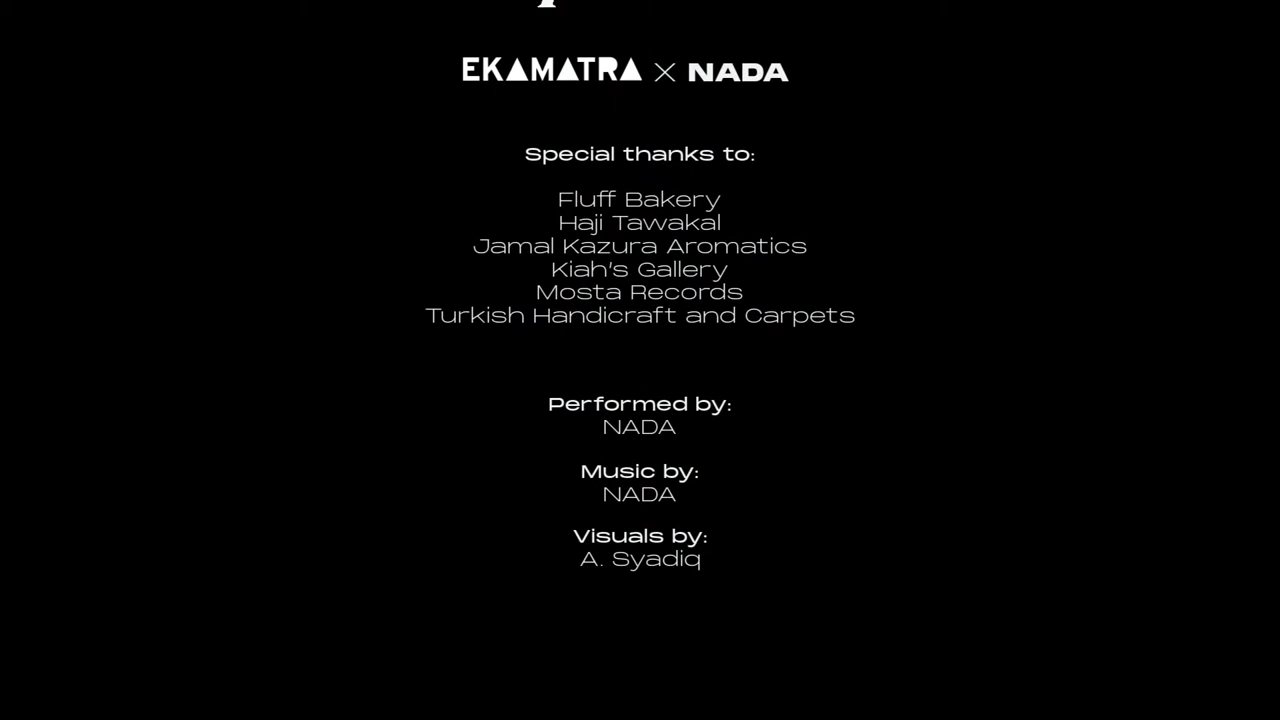 EKAMATRA X NADA
Special thanks to:
Fluff Bakery
Haji Tawakal
Jamal Kazura Aromatics
Kiah's Gallery
Mosta Records
Turkish Handicraft and Carpets
Performed by:
NADA
Music by:
NADA
Visuals by:
A. Syadiq